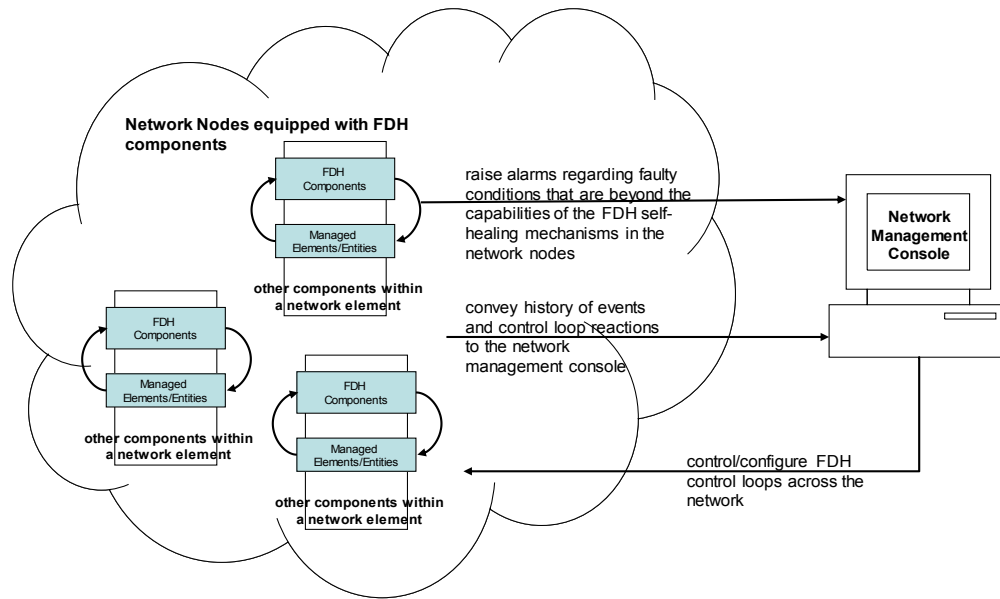 Network Nodes equipped with FDH
components
FDH
Components
Managed
Elements/Entities
other components within
a network element
FDH
Components
Managed
Elements/Entities
other components within
a network element
FDH
Components
Managed
Elements/Entities
other components within
a network element
raise alarms regarding faulty
conditions that are beyond the
capabilities of the FDH self-
healing mechanisms in the
network nodes
convey history of events
and control loop reactions
to the network
management console
control/configure FDH
control loops across the
network
Network
Management
Console